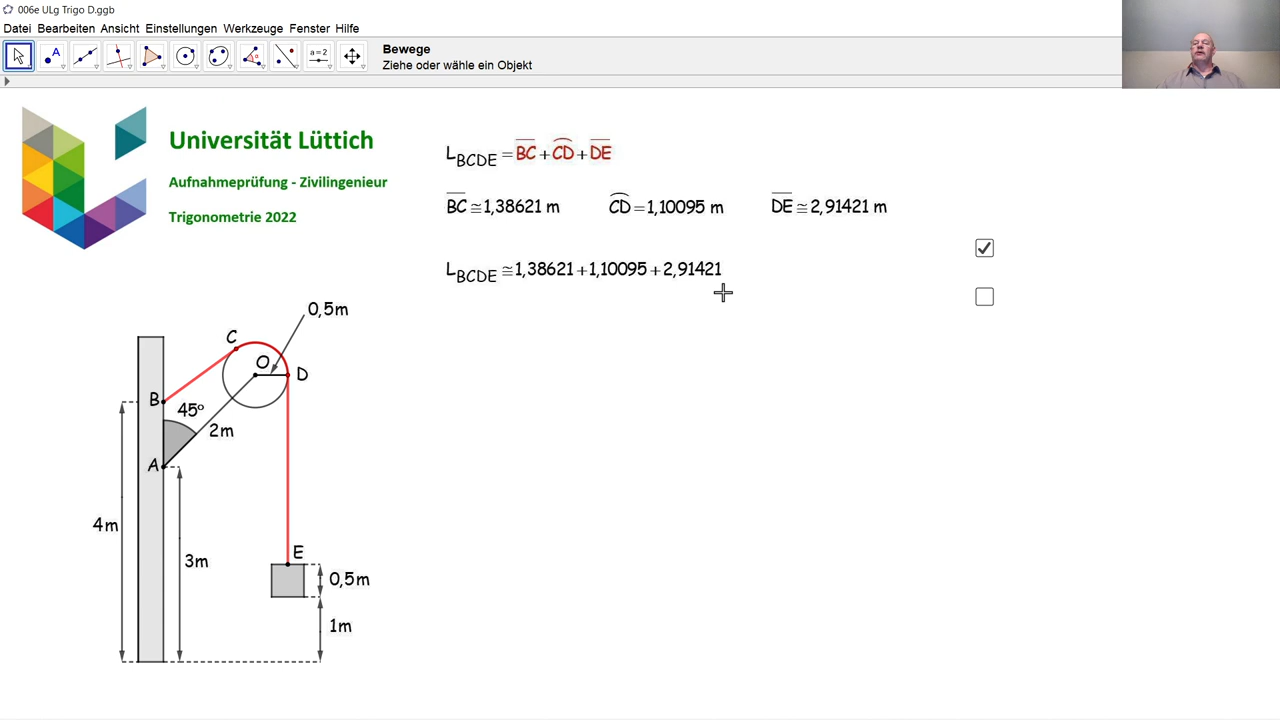 006e ULg Trigo D.ggb
Datei Bearbeiten Ansicht Einstellungen Werkzeuge Fenster Hilfe
A
a = 2
Bewege
Ziehe oder wähle ein Objekt
Universität Lüttich
Aufnahmeprüfung - Zivilingenieur
Trigonometrie 2022
L_BCDE = BC + CD + DE
BC ≅ 1,38621 m CD = 1,10095 m DE ≅ 2,91421 m
L_BCDE ≅ 1,38621 + 1,10095 + 2,91421
0,5m
C
O
D
B
45°
2m
A
4m
3m
E
0,5m
1m